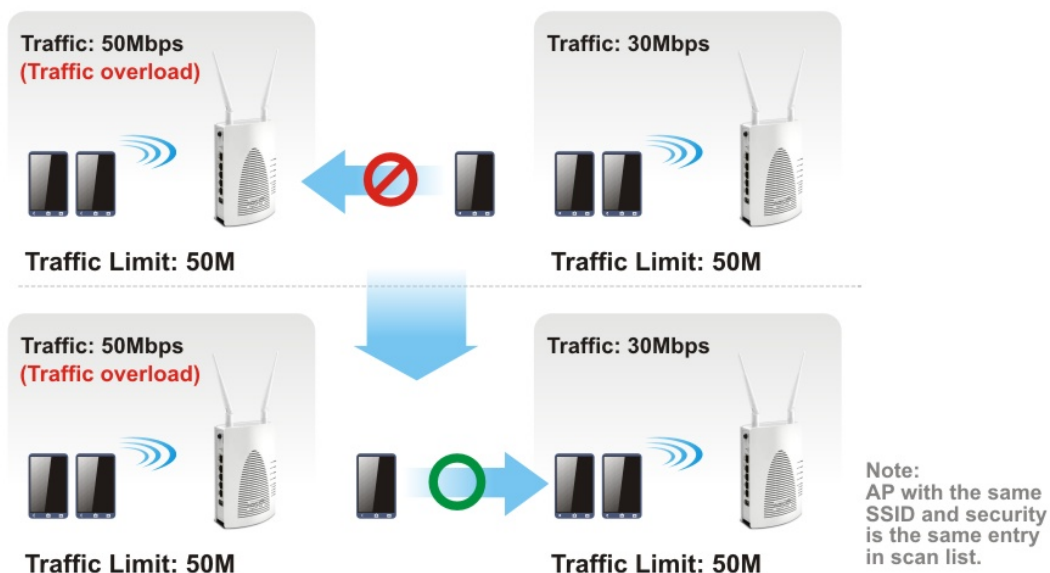 Traffic: 50Mbps
(Traffic overload)
Traffic Limit: 50M
Traffic: 30Mbps
Traffic Limit: 50M
Traffic: 50Mbps
(Traffic overload)
Traffic Limit: 50M
Traffic: 30Mbps
Traffic Limit: 50M
Note:
AP with the same
SSID and security
is the same entry
in scan list.